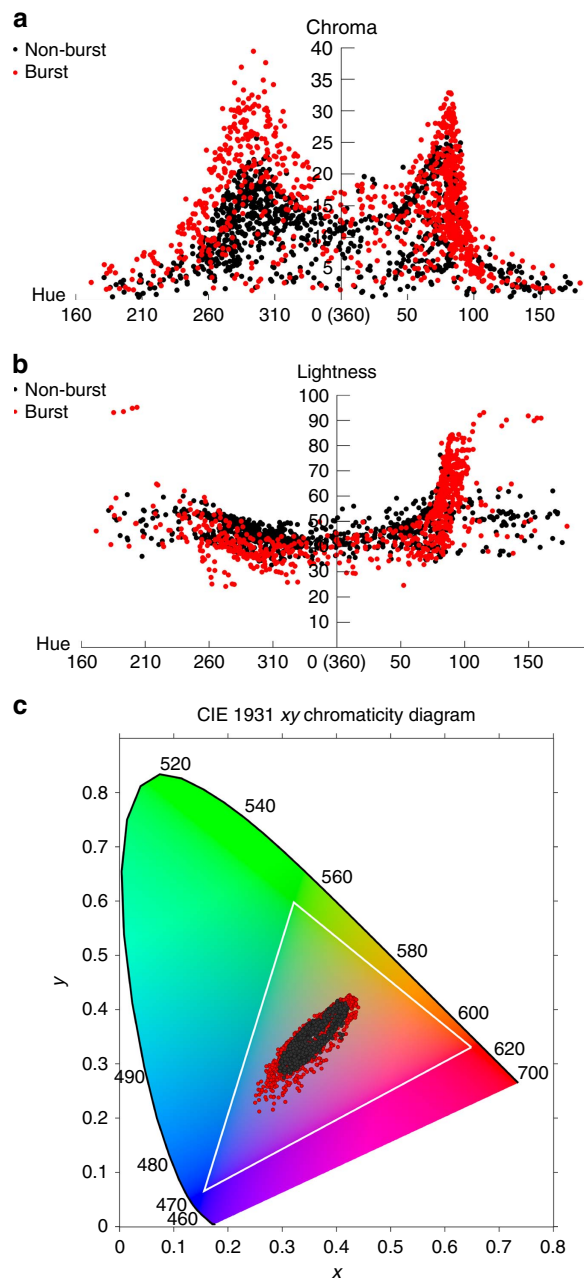 a
Non-burst
Burst
Chroma
40
35
30
25
20
15
10
5
Hue
160 210 260 310 0 (360) 50 100 150
b
Non-burst
Burst
Lightness
100
90
80
70
60
50
40
30
20
10
Hue
160 210 260 310 0 (360) 50 100 150
c
CIE 1931 xy chromaticity diagram
520
540
560
580
600
620
700
490
480
470
460
0.8
0.7
0.6
0.5
0.4
0.3
0.2
0.1
0
y
0 0.1 0.2 0.3 0.4 0.5 0.6 0.7 0.8
x